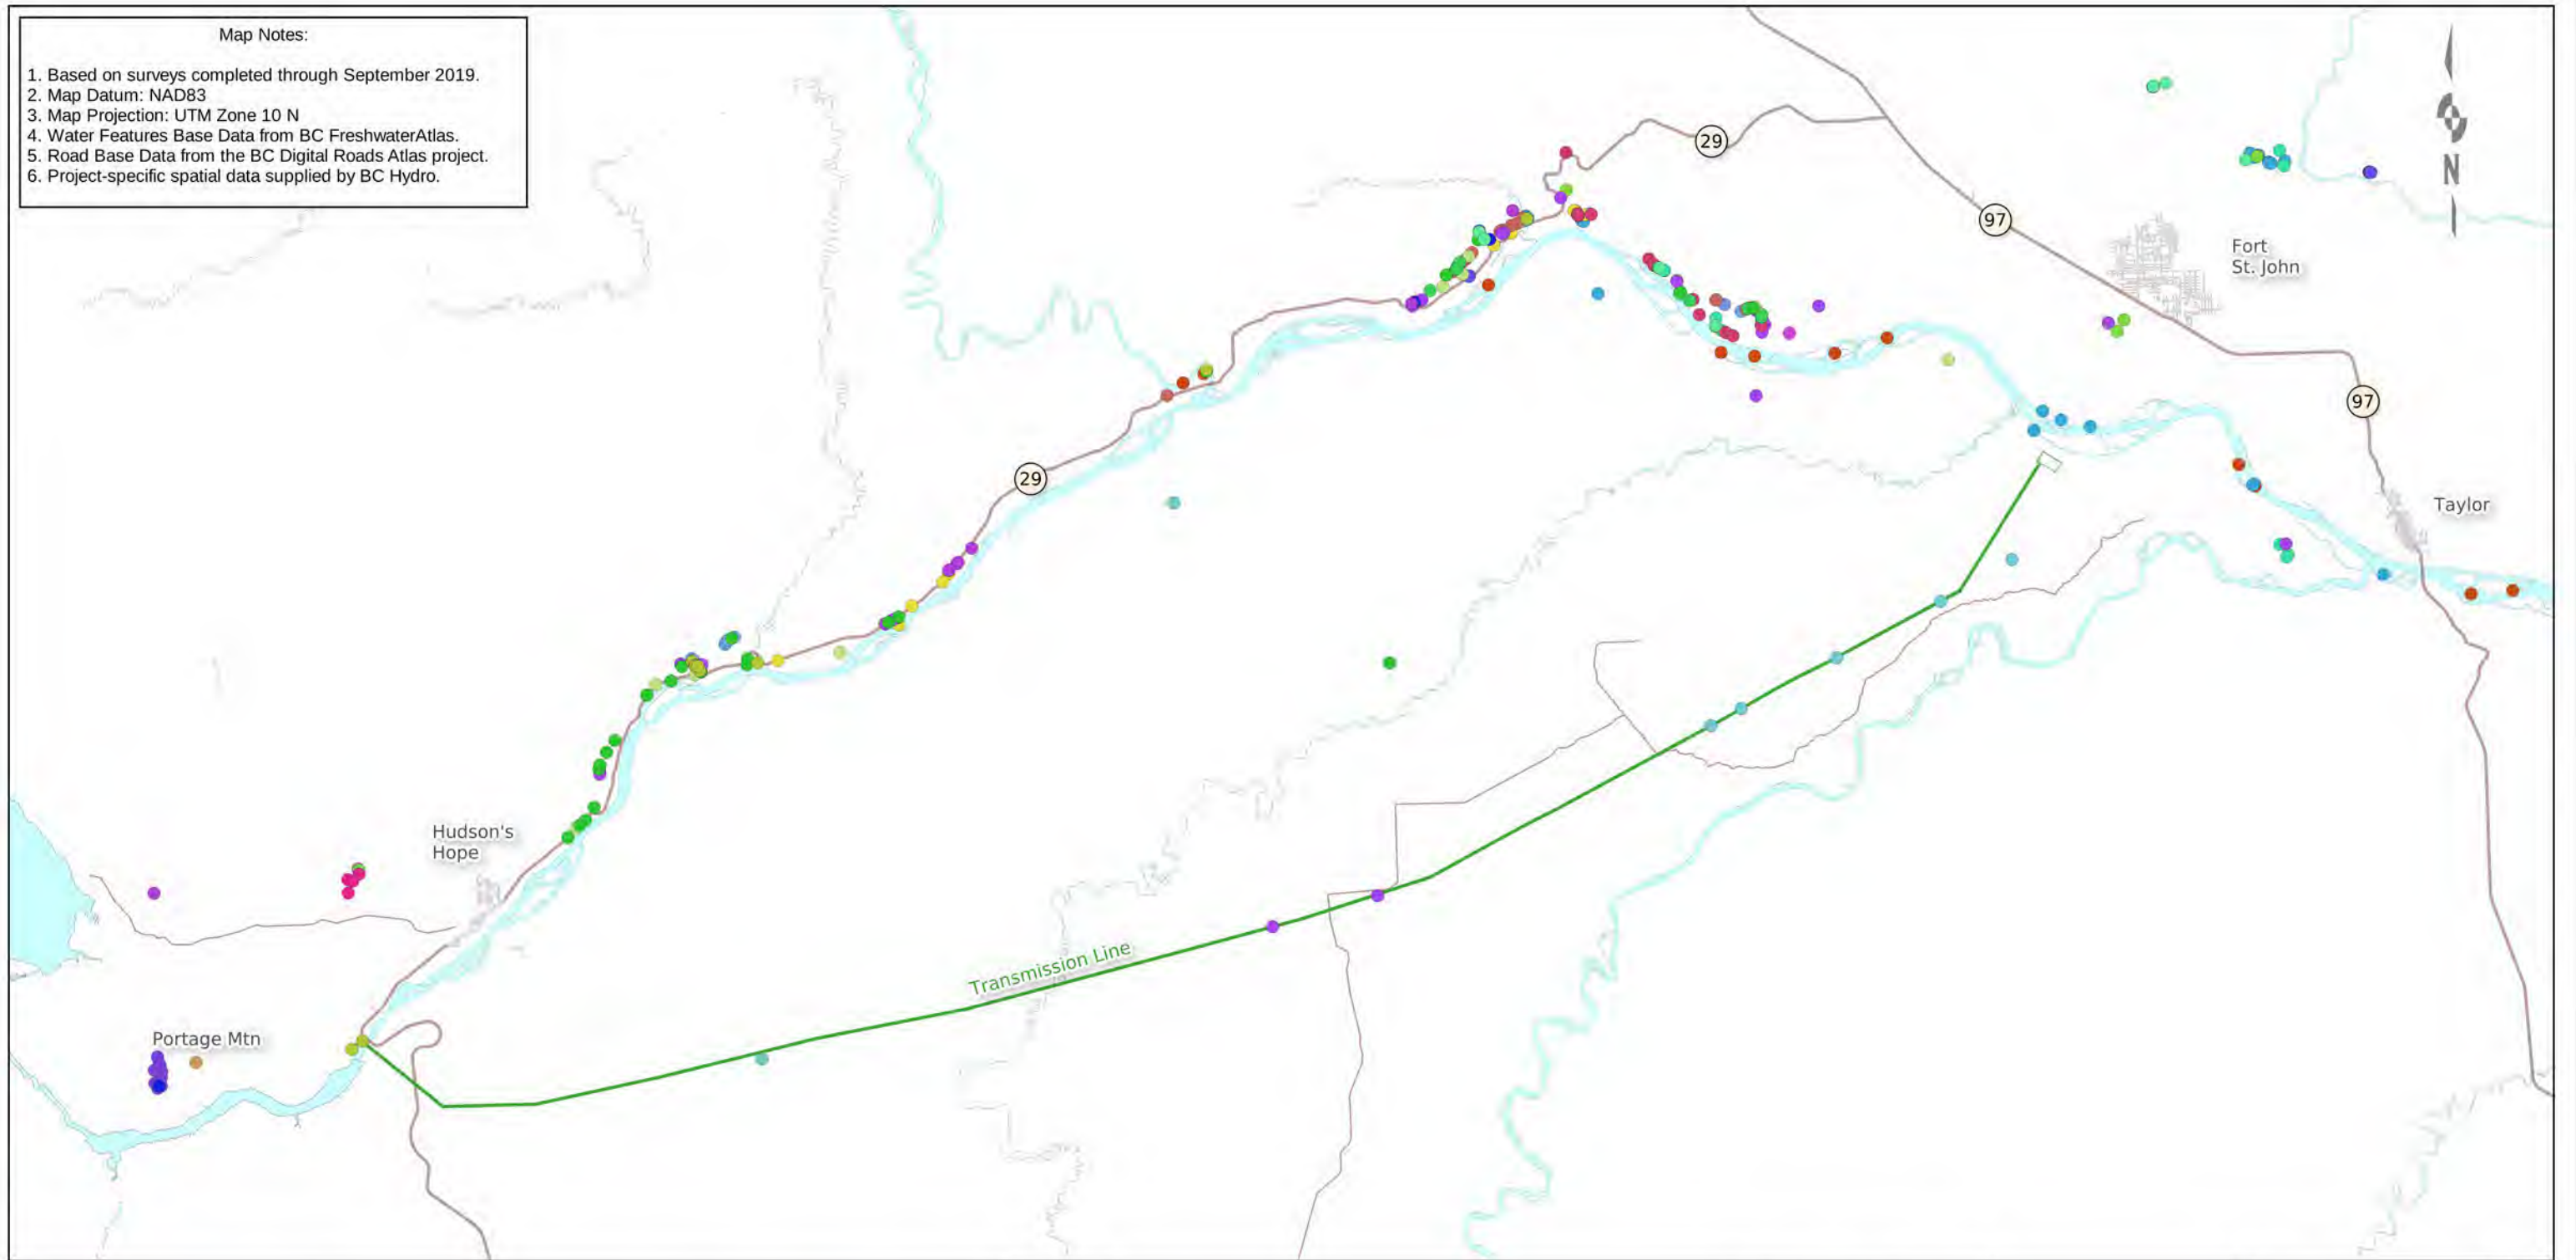 Map Notes:
1. Based on surveys completed through September 2019.
2. Map Datum: NAD83
3. Map Projection: UTM Zone 10 N
4. Water Features Base Data from BC FreshwaterAtlas.
5. Road Base Data from the BC Digital Roads Atlas project.
6. Project-specific spatial data supplied by BC Hydro.
N
29
97
Fort
St. John
97
29
Taylor
Hudson's
Hope
Transmission Line
Portage Mtn